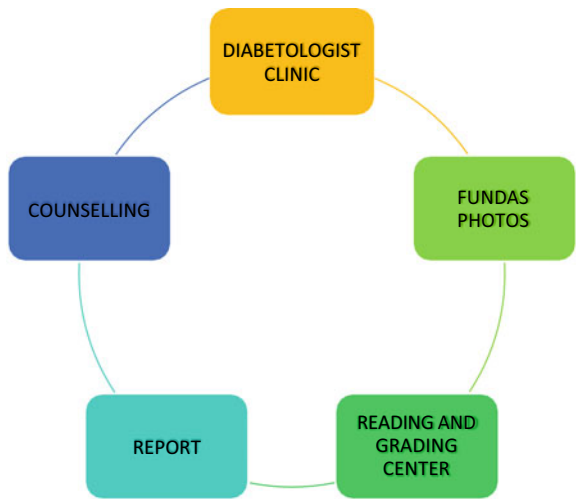 DIABETOLOGIST
CLINIC
FUNDAS
PHOTOS
READING AND
GRADING
CENTER
REPORT
COUNSELLING